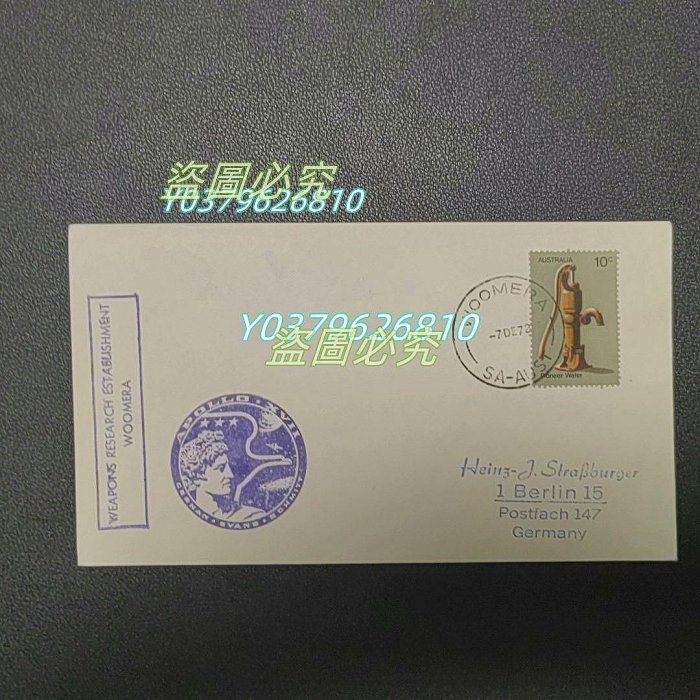 盜圖必究
Y0379626810
AUSTRALIA 10c
Pioneer Water
WOOMERA
-7DE72
SA-AUST
Y0379626810
盜圖必究
WEAPONS RESEARCH ESTABLISHMENT
WOOMERA
APOLLO XVII
CERNAN · EVANS · SCHMITT
Heinz-J. Straßburger
1 Berlin 15
Postfach 147
Germany